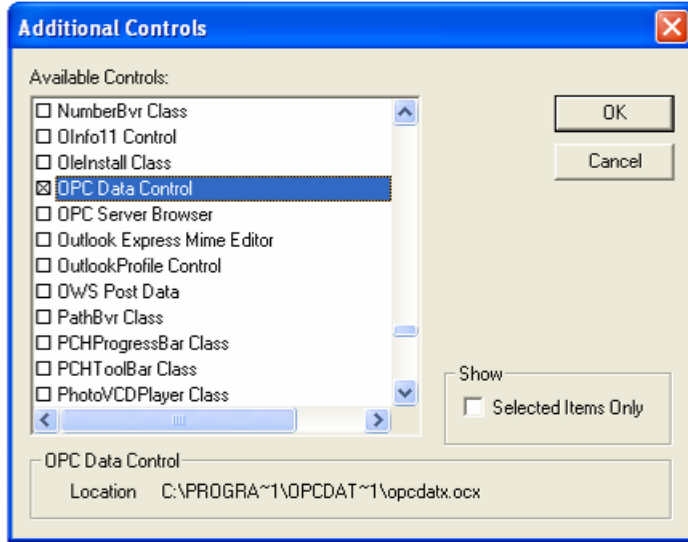 Additional Controls
Available Controls:
NumberBvr Class
OInfo11 Control
OleInstall Class
OPC Data Control
OPC Server Browser
Outlook Express Mime Editor
OutlookProfile Control
OWS Post Data
PathBvr Class
PCHProgressBar Class
PCHToolBar Class
PhotoVCDPlayer Class
OK
Cancel
Show
Selected Items Only
OPC Data Control
Location C:\PROGRA~1\OPCDAT~1\opcdatx.ocx